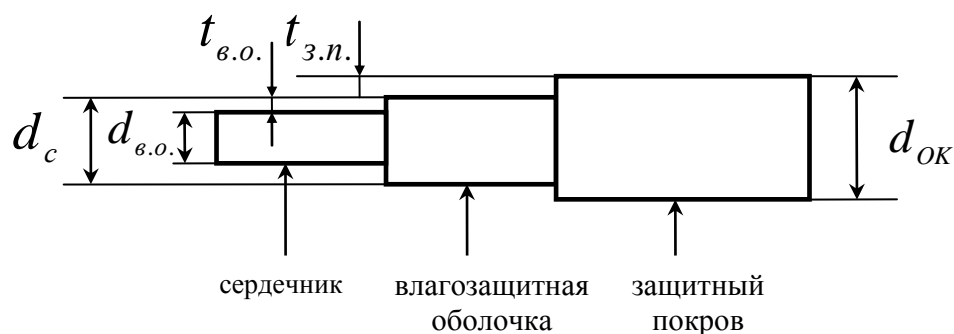 t в.о. t з.п.
d с d в.о. d ОК
сердечник влагозащитная защитный
оболочка покров